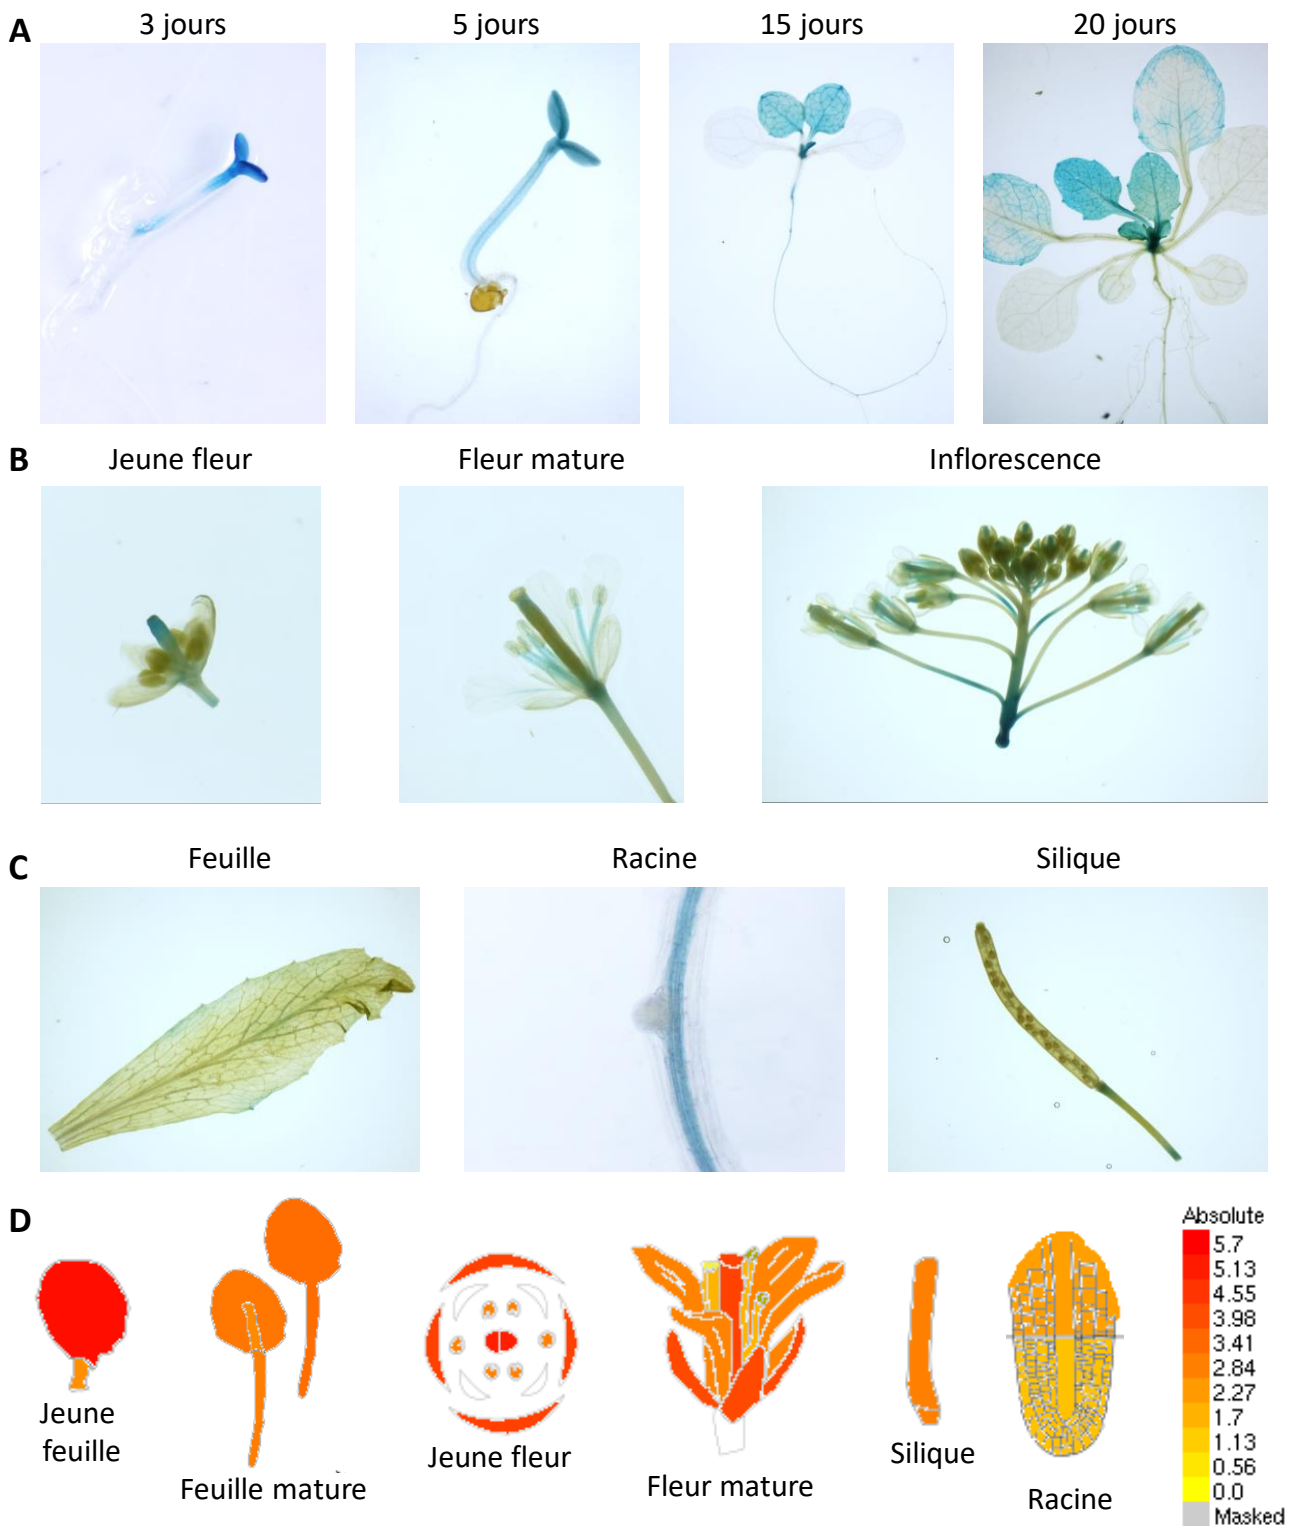 A
3 jours
5 jours
15 jours
20 jours
B
Jeune fleur
Fleur mature
Inflorescence
C
Feuille
Racine
Silique
D
Jeune
feuille
Feuille mature
Jeune fleur
Fleur mature
Silique
Racine
Absolute
5.7
5.13
4.55
3.98
3.41
2.84
2.27
1.7
1.13
0.56
0.0
Masked